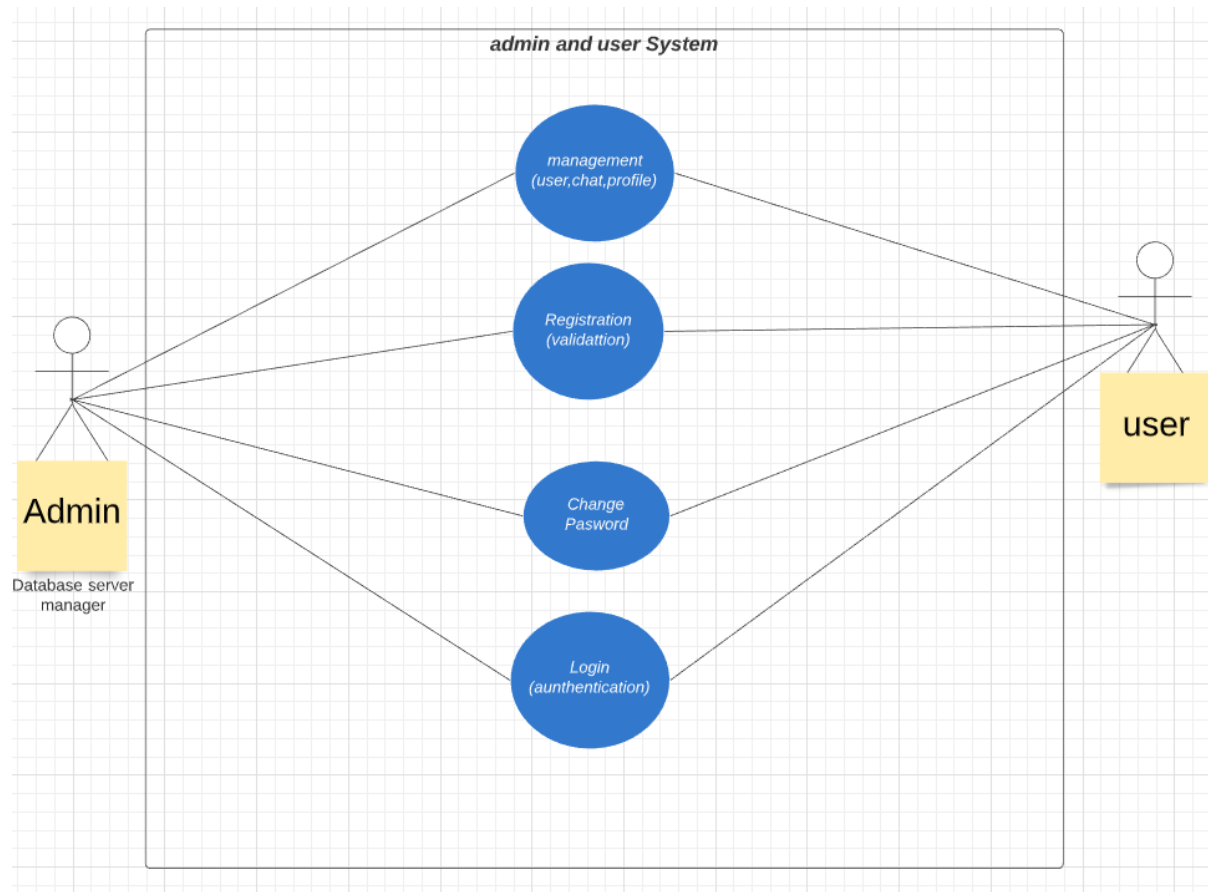 admin and user System
management
(user,chat,profile)
Registration
(validattion)
user
Change
Pasword
Admin
Database server
manager
Login
(aunthentication)